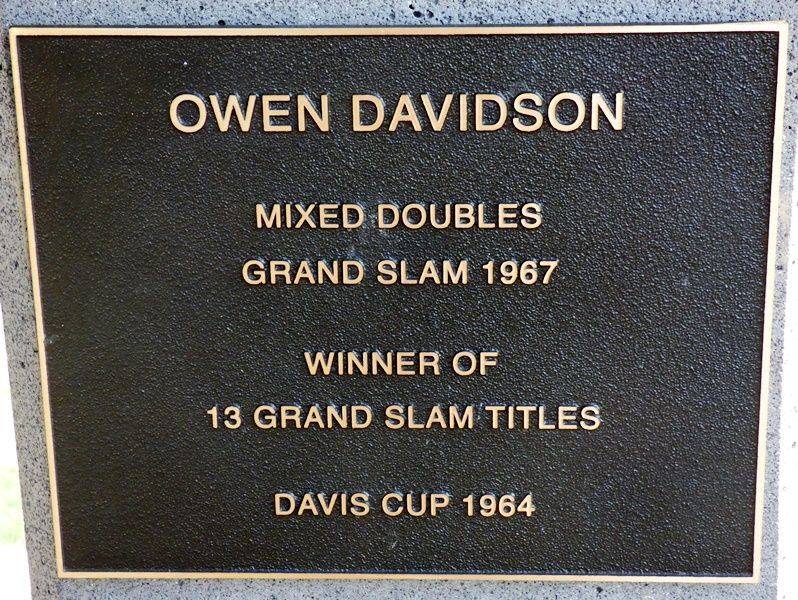 OWEN DAVIDSON
MIXED DOUBLES
GRAND SLAM 1967
WINNER OF
13 GRAND SLAM TITLES
DAVIS CUP 1964